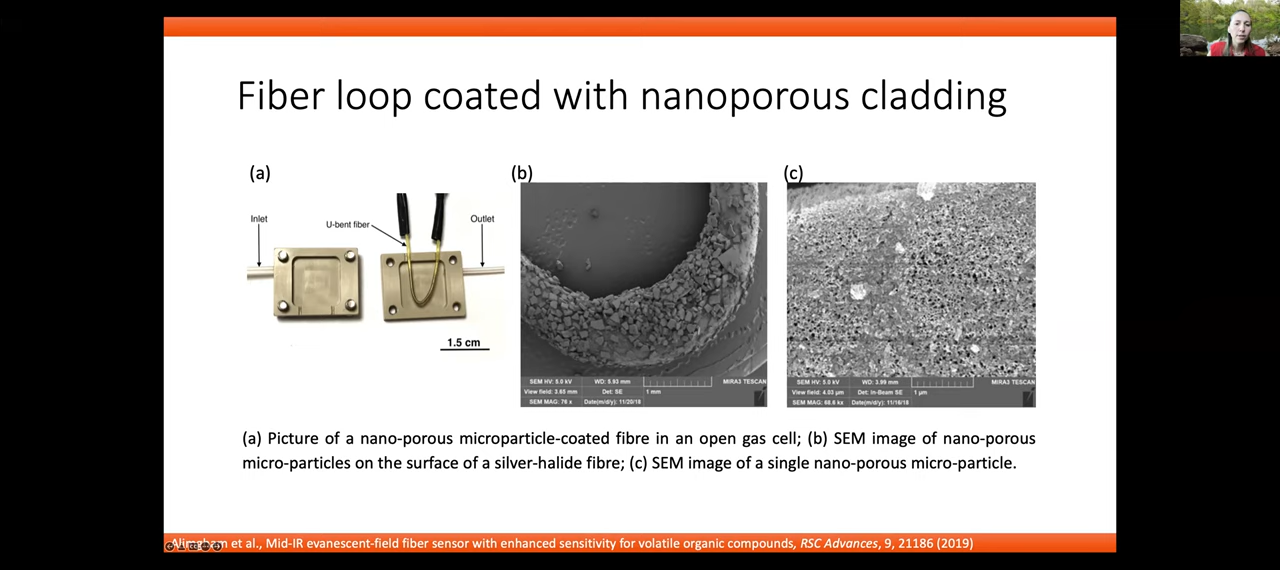 Fiber loop coated with nanoporous cladding
(a)
(b)
(c)
Inlet
U-bent fiber
Outlet
1.5 cm
SEM HV: 5.0 kV WD: 5.93 mm MIRA3 TESCAN
View field: 3.65 mm Det: SE 1 mm
SEM MAG: 76 x Date(m/d/y): 11/20/18
SEM HV: 5.0 kV WD: 3.99 mm MIRA3 TESCAN
View field: 4.03 µm Det: In-Beam SE 1 µm
SEM MAG: 68.6 kx Date(m/d/y): 11/16/18
(a) Picture of a nano-porous microparticle-coated fibre in an open gas cell; (b) SEM image of nano-porous
micro-particles on the surface of a silver-halide fibre; (c) SEM image of a single nano-porous micro-particle.
et al., Mid-IR evanescent-field fiber sensor with enhanced sensitivity for volatile organic compounds, RSC Advances, 9, 21186 (2019)